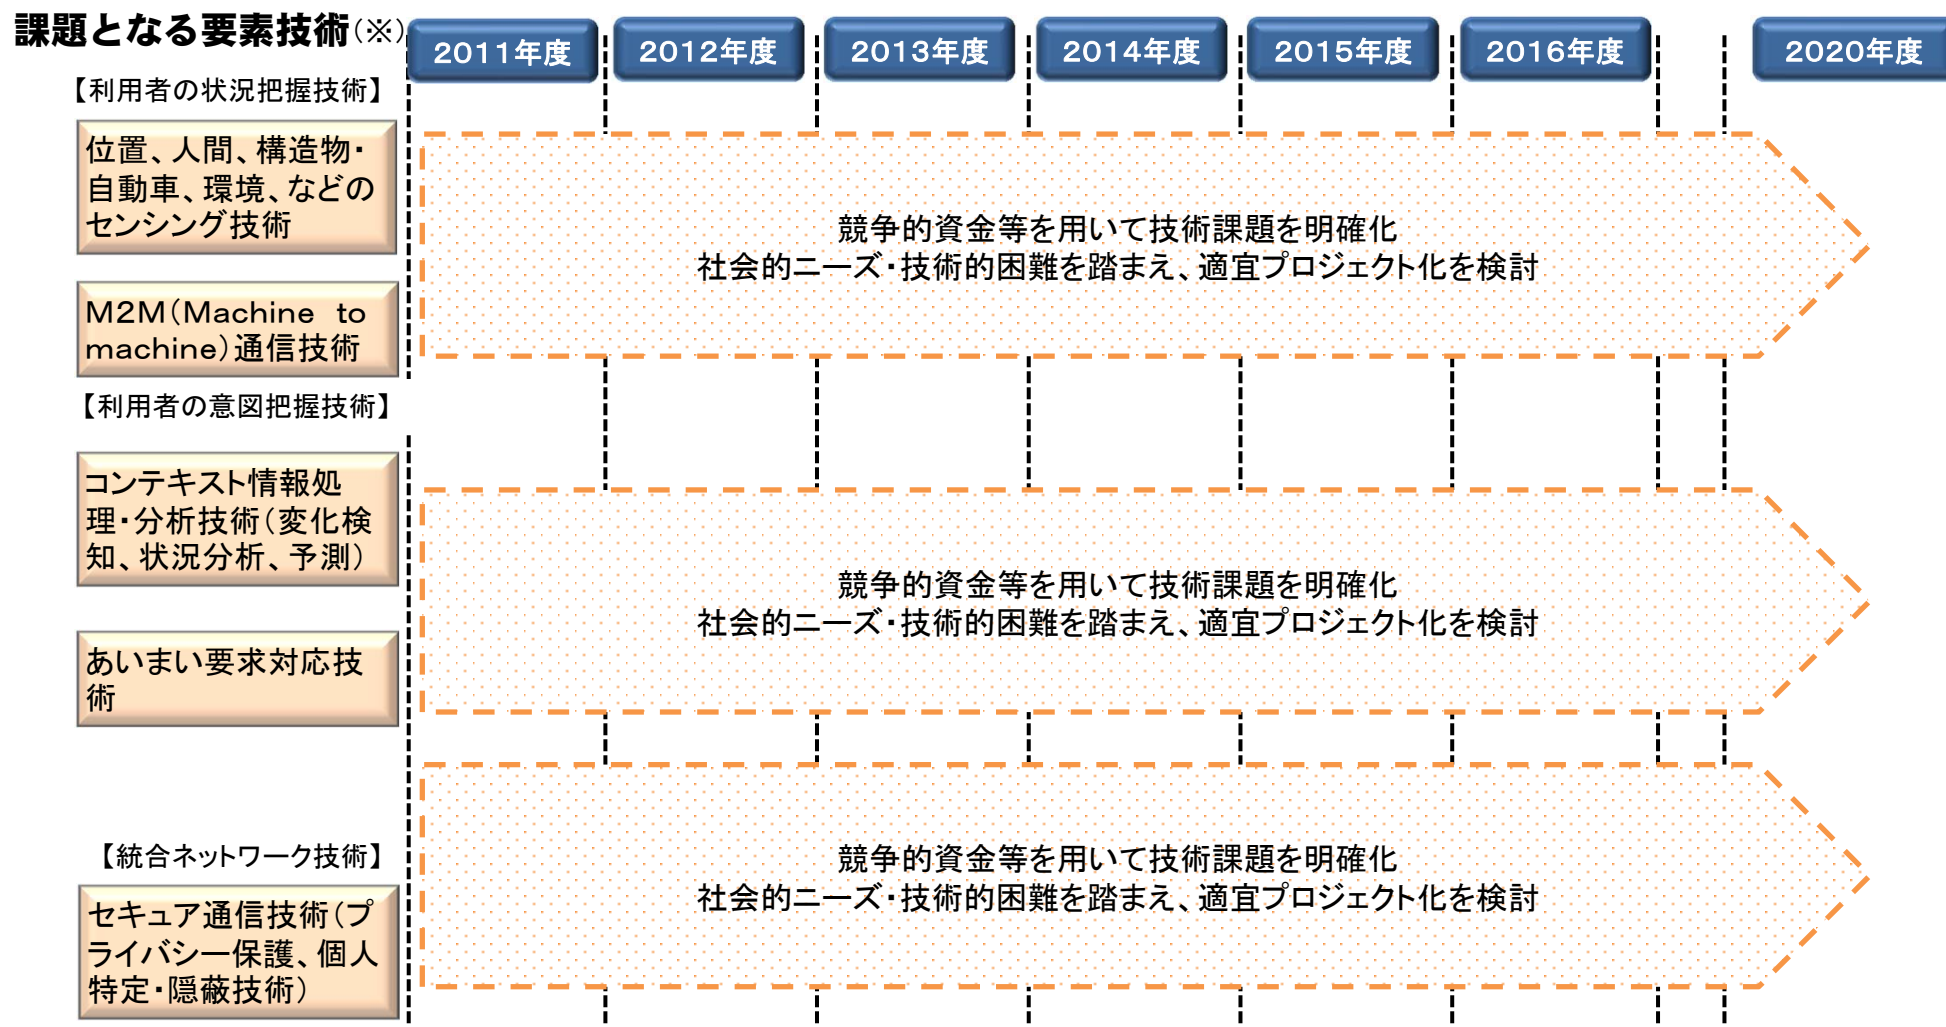 課題となる要素技術(※)
2011年度 2012年度 2013年度 2014年度 2015年度 2016年度 2020年度
【利用者の状況把握技術】
位置、人間、構造物・
自動車、環境、などの
センシング技術
競争的資金等を用いて技術課題を明確化
社会的ニーズ・技術的困難を踏まえ、適宜プロジェクト化を検討
M2M(Machine to
machine)通信技術
【利用者の意図把握技術】
コンテキスト情報処
理・分析技術(変化検
知、状況分析、予測)
競争的資金等を用いて技術課題を明確化
社会的ニーズ・技術的困難を踏まえ、適宜プロジェクト化を検討
あいまい要求対応技
術
【統合ネットワーク技術】
競争的資金等を用いて技術課題を明確化
社会的ニーズ・技術的困難を踏まえ、適宜プロジェクト化を検討
セキュア通信技術(プ
ライバシー保護、個人
特定・隠蔽技術)